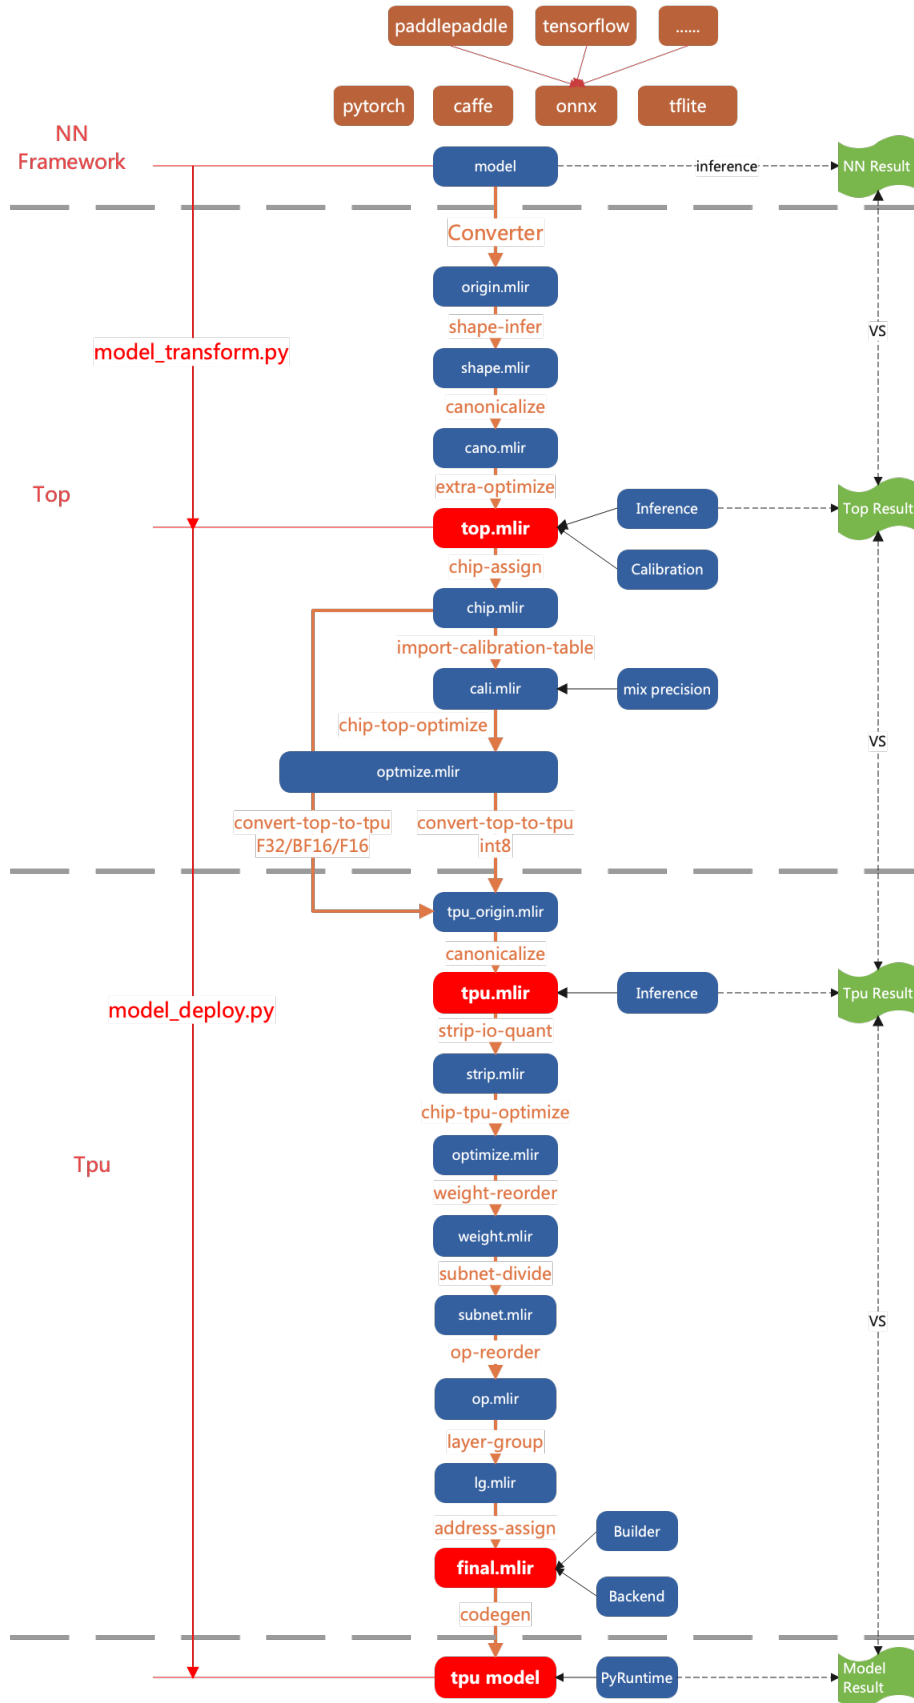 paddlepaddle
tensorflow
......
pytorch
caffe
onnx
tflite
NN
Framework
model
inference
NN Result
Converter
origin.mlir
shape-infer
VS
model_transform.py
shape.mlir
canonicalize
cano.mlir
extra-optimize
Top
Inference
Top Result
top.mlir
chip-assign
Calibration
chip.mlir
import-calibration-table
cali.mlir
mix precision
chip-top-optimize
VS
optmize.mlir
convert-top-to-tpu
F32/BF16/F16
convert-top-to-tpu
int8
tpu_origin.mlir
canonicalize
tpu.mlir
Inference
Tpu Result
model_deploy.py
strip-io-quant
strip.mlir
chip-tpu-optimize
optimize.mlir
Tpu
weight-reorder
weight.mlir
subnet-divide
subnet.mlir
VS
op-reorder
op.mlir
layer-group
lg.mlir
address-assign
Builder
final.mlir
Backend
codegen
tpu model
PyRuntime
Model
Result